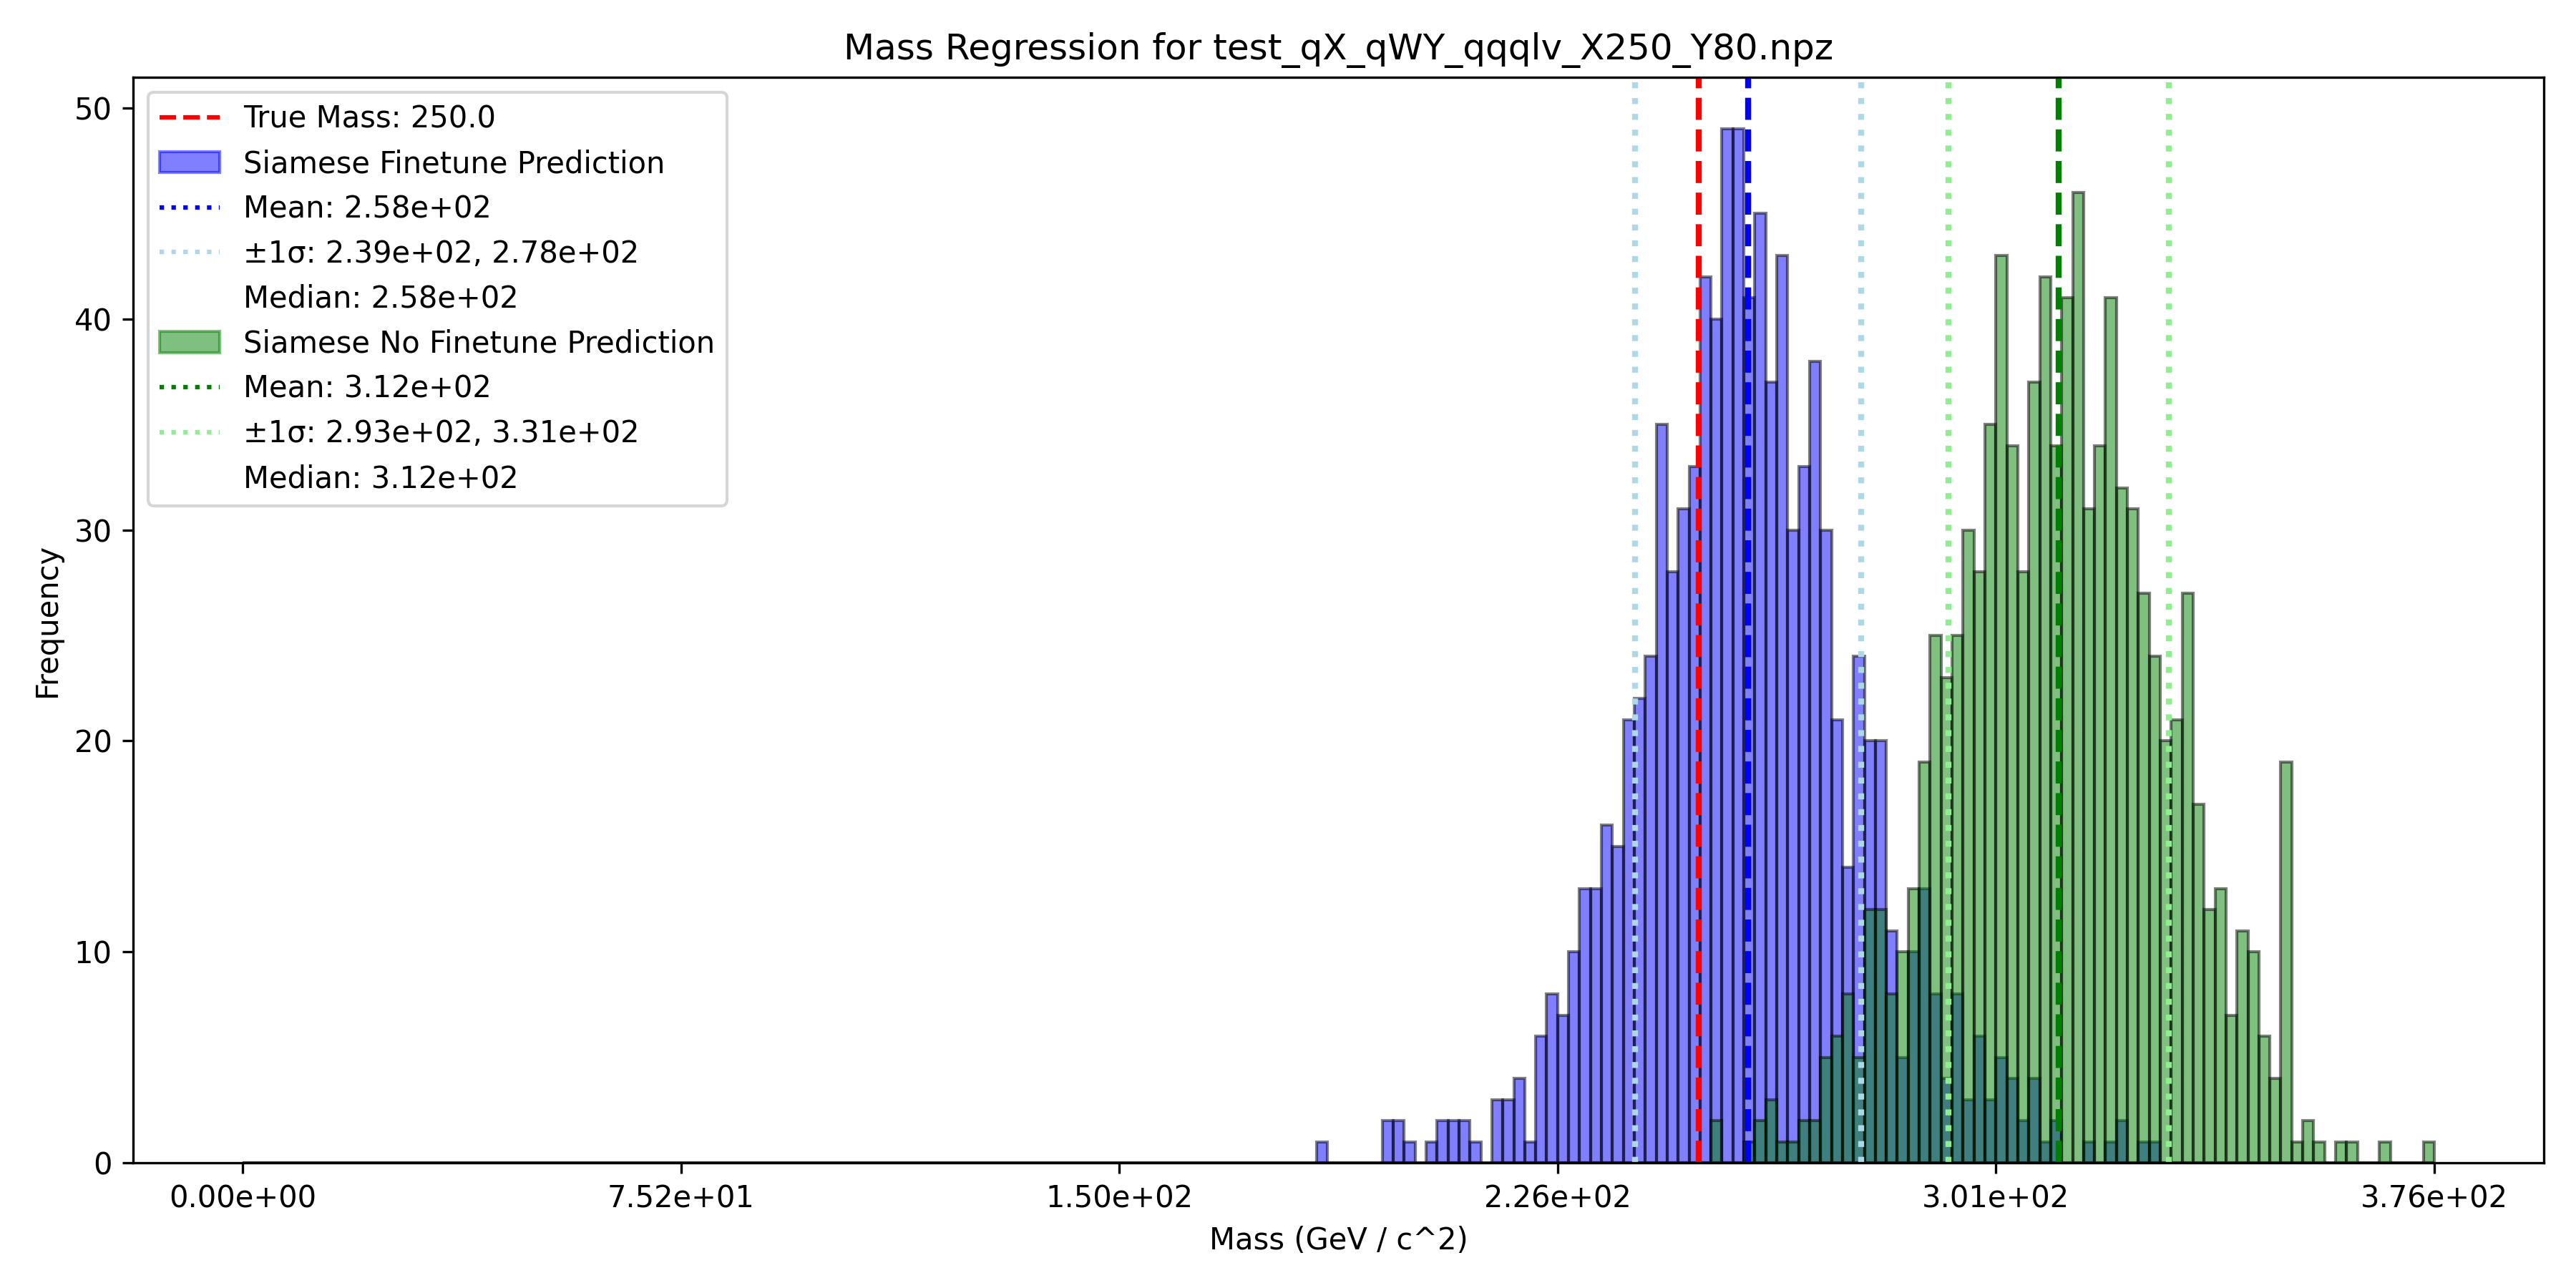 Mass Regression for test_qX_qWY_qqqlv_X250_Y80.npz
True Mass: 250.0
Siamese Finetune Prediction
Mean: 2.58e+02
±1σ: 2.39e+02, 2.78e+02
Median: 2.58e+02
Siamese No Finetune Prediction
Mean: 3.12e+02
±1σ: 2.93e+02, 3.31e+02
Median: 3.12e+02
50
40
30
20
10
0
Frequency
0.00e+00 7.52e+01 1.50e+02 2.26e+02 3.01e+02 3.76e+02
Mass (GeV / c^2)